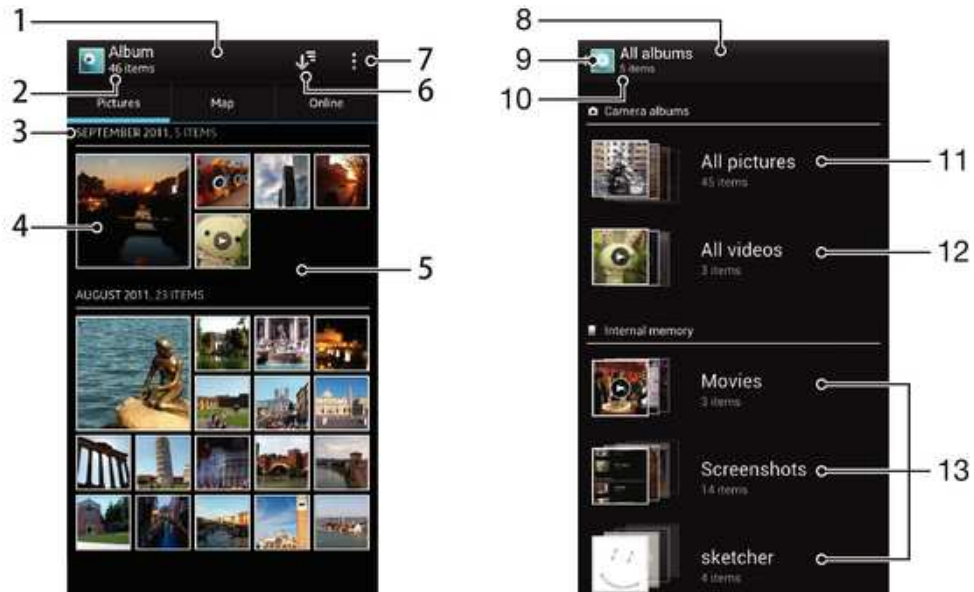 1
Album
46 items
2
7
6
Pictures Map Online
3
SEPTEMBER 2011, 5 ITEMS
4
5
AUGUST 2011, 23 ITEMS
8
All albums
5 items
9
10
Camera albums
All pictures
45 items
11
All videos
3 items
12
Internal memory
Movies
3 items
Screenshots
14 items
13
sketcher
4 items